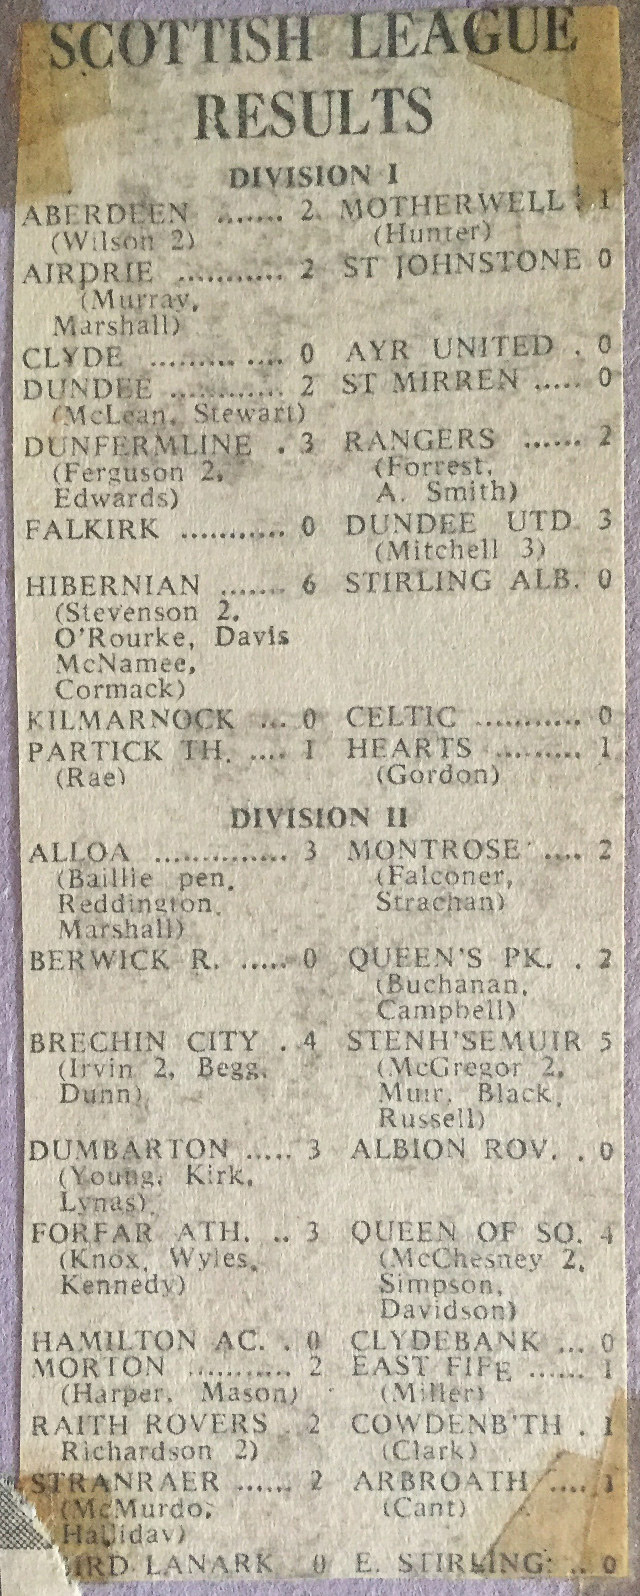 SCOTTISH LEAGUE
RESULTS
DIVISION I
ABERDEEN ....... 2 MOTHERWELL 1
(Wilson 2) (Hunter)
AIRDRIE ........... 2 ST JOHNSTONE 0
(Murray,
Marshall)
CLYDE ......... .... 0 AYR UNITED . 0
DUNDEE ............ 2 ST MIRREN ..... 0
(McLean, Stewart)
DUNFERMLINE . 3 RANGERS ...... 2
(Ferguson 2, (Forrest,
Edwards) A. Smith)
FALKIRK ........... 0 DUNDEE UTD 3
(Mitchell 3)
HIBERNIAN ....... 6 STIRLING ALB. 0
(Stevenson 2,
O'Rourke, Davis
McNamee,
Cormack)
KILMARNOCK ... 0 CELTIC ........... 0
PARTICK TH. .... 1 HEARTS ......... 1
(Rae) (Gordon)
DIVISION II
ALLOA .............. 3 MONTROSE .... 2
(Baillie pen, (Falconer,
Reddington, Strachan)
Marshall)
BERWICK R. ..... 0 QUEEN'S PK. . 2
(Buchanan,
Campbell)
BRECHIN CITY . 4 STENH'SEMUIR 5
(Irvin 2, Begg, (McGregor 2,
Dunn) Muir, Black,
Russell)
DUMBARTON ..... 3 ALBION ROV. . 0
(Young, Kirk,
Lynas)
FORFAR ATH. .. 3 QUEEN OF SO. 4
(Knox, Wyles, (McChesney 2,
Kennedy) Simpson,
Davidson)
HAMILTON AC. . 0 CLYDEBANK ... 0
MORTON ........... 2 EAST FIFE ...... 1
(Harper, Mason) (Miller)
RAITH ROVERS . 2 COWDENB'TH . 1
Richardson 2) (Clark)
STRANRAER ...... 2 ARBROATH .... 1
(McMurdo, (Cant)
Halliday)
IRD LANARK 0 E. STIRLING .. 0